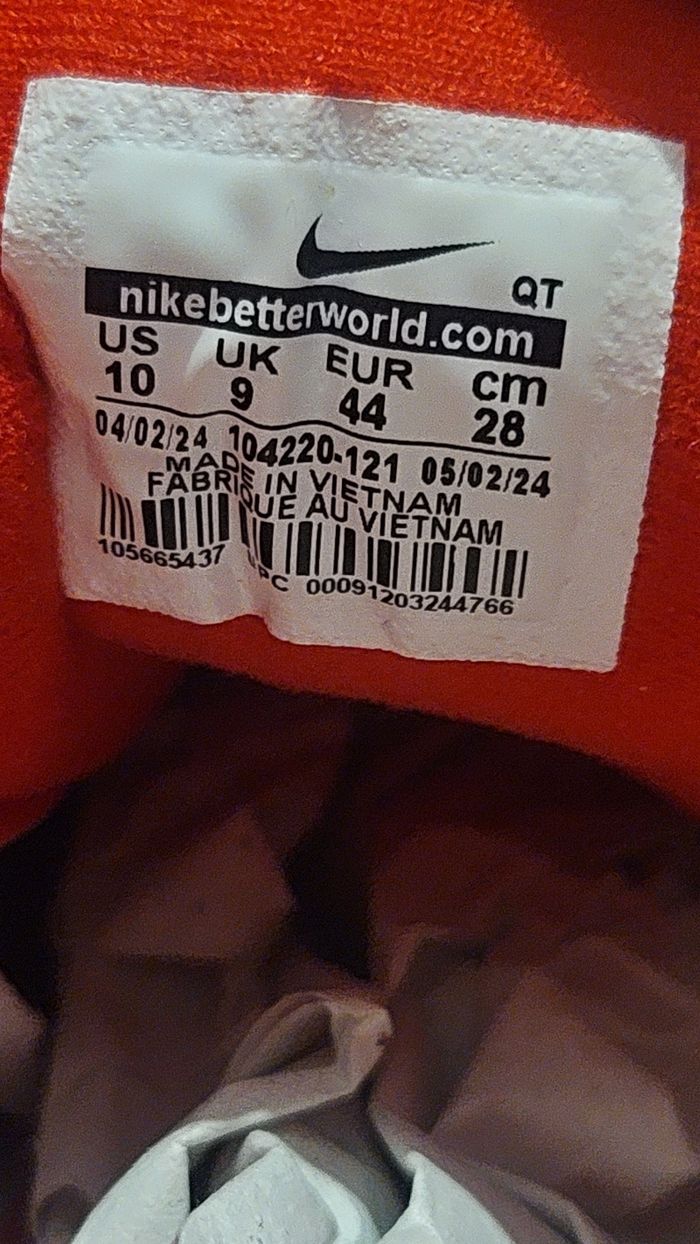 QT
nikebetterworld.com
US UK EUR cm
10 9 44 28
04/02/24 104220-121 05/02/24
MADE IN VIETNAM
FABRIQUE AU VIETNAM
105665437 UPC 00091203244766